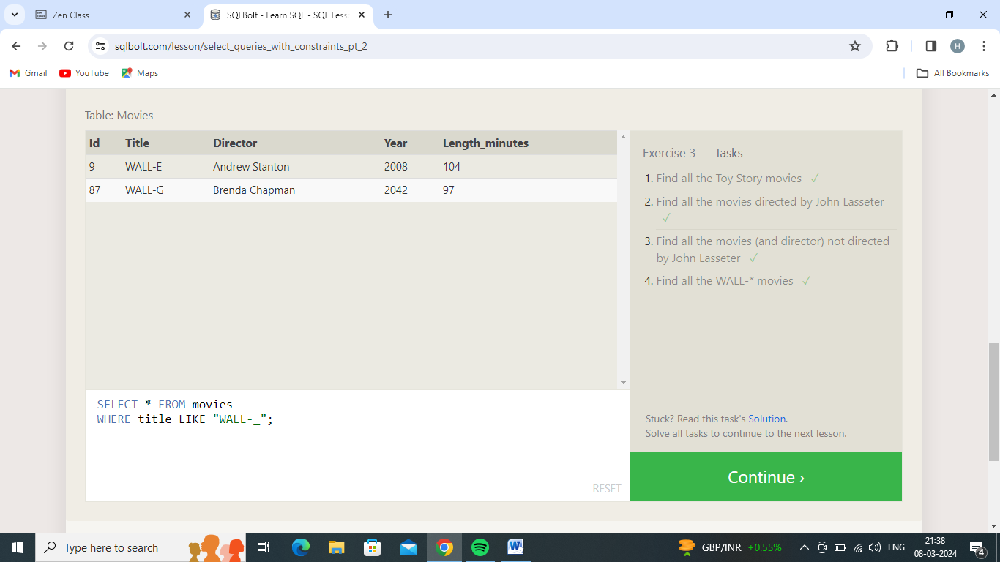 Zen Class
SQLBolt - Learn SQL - SQL Less
sqlbolt.com/lesson/select_queries_with_constraints_pt_2
H
Gmail YouTube Maps All Bookmarks
Table: Movies
Id Title Director Year Length_minutes
9 WALL-E Andrew Stanton 2008 104
87 WALL-G Brenda Chapman 2042 97
SELECT * FROM movies
WHERE title LIKE "WALL-_";
RESET
Exercise 3 — Tasks
1. Find all the Toy Story movies ✓
2. Find all the movies directed by John Lasseter
✓
3. Find all the movies (and director) not directed
by John Lasseter ✓
4. Find all the WALL-* movies ✓
Stuck? Read this task's Solution.
Solve all tasks to continue to the next lesson.
Continue ›
Type here to search
GBP/INR +0.55%
ENG
21:38
08-03-2024
4